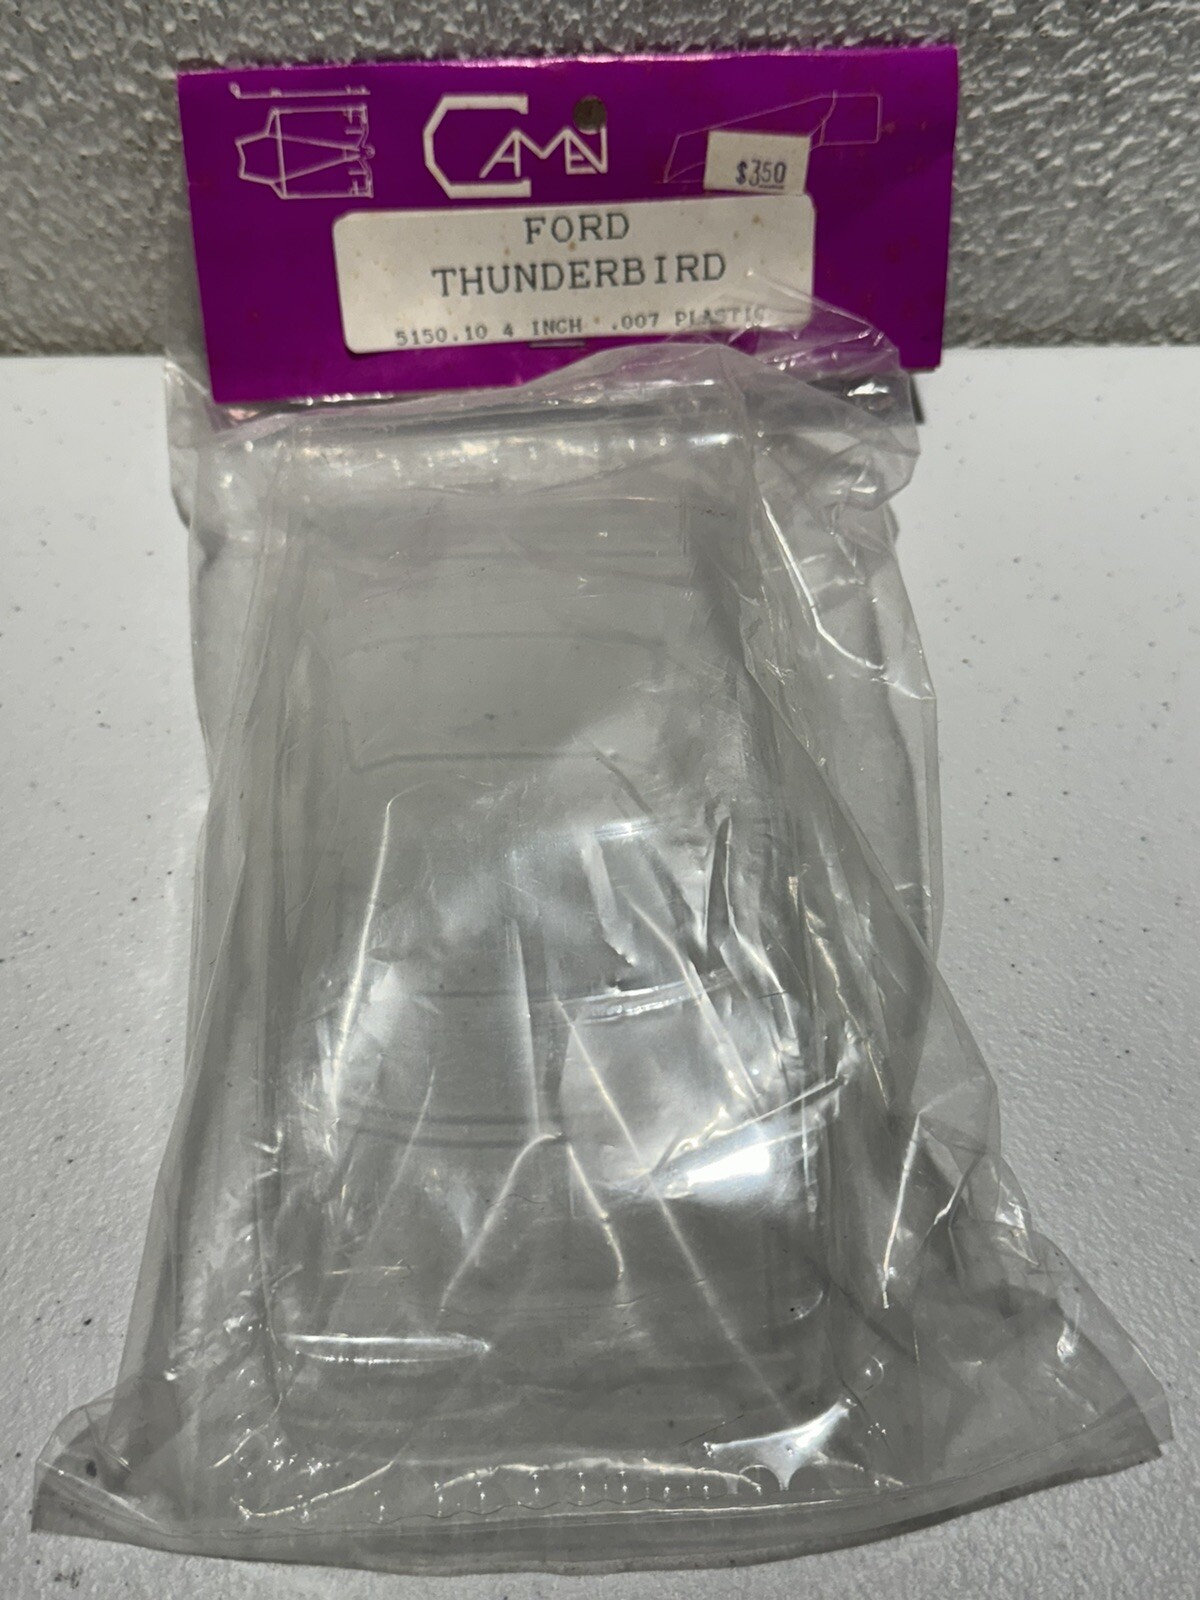 CAMEN
$350
FORD
THUNDERBIRD
5150.10 4 INCH .007 PLASTIC